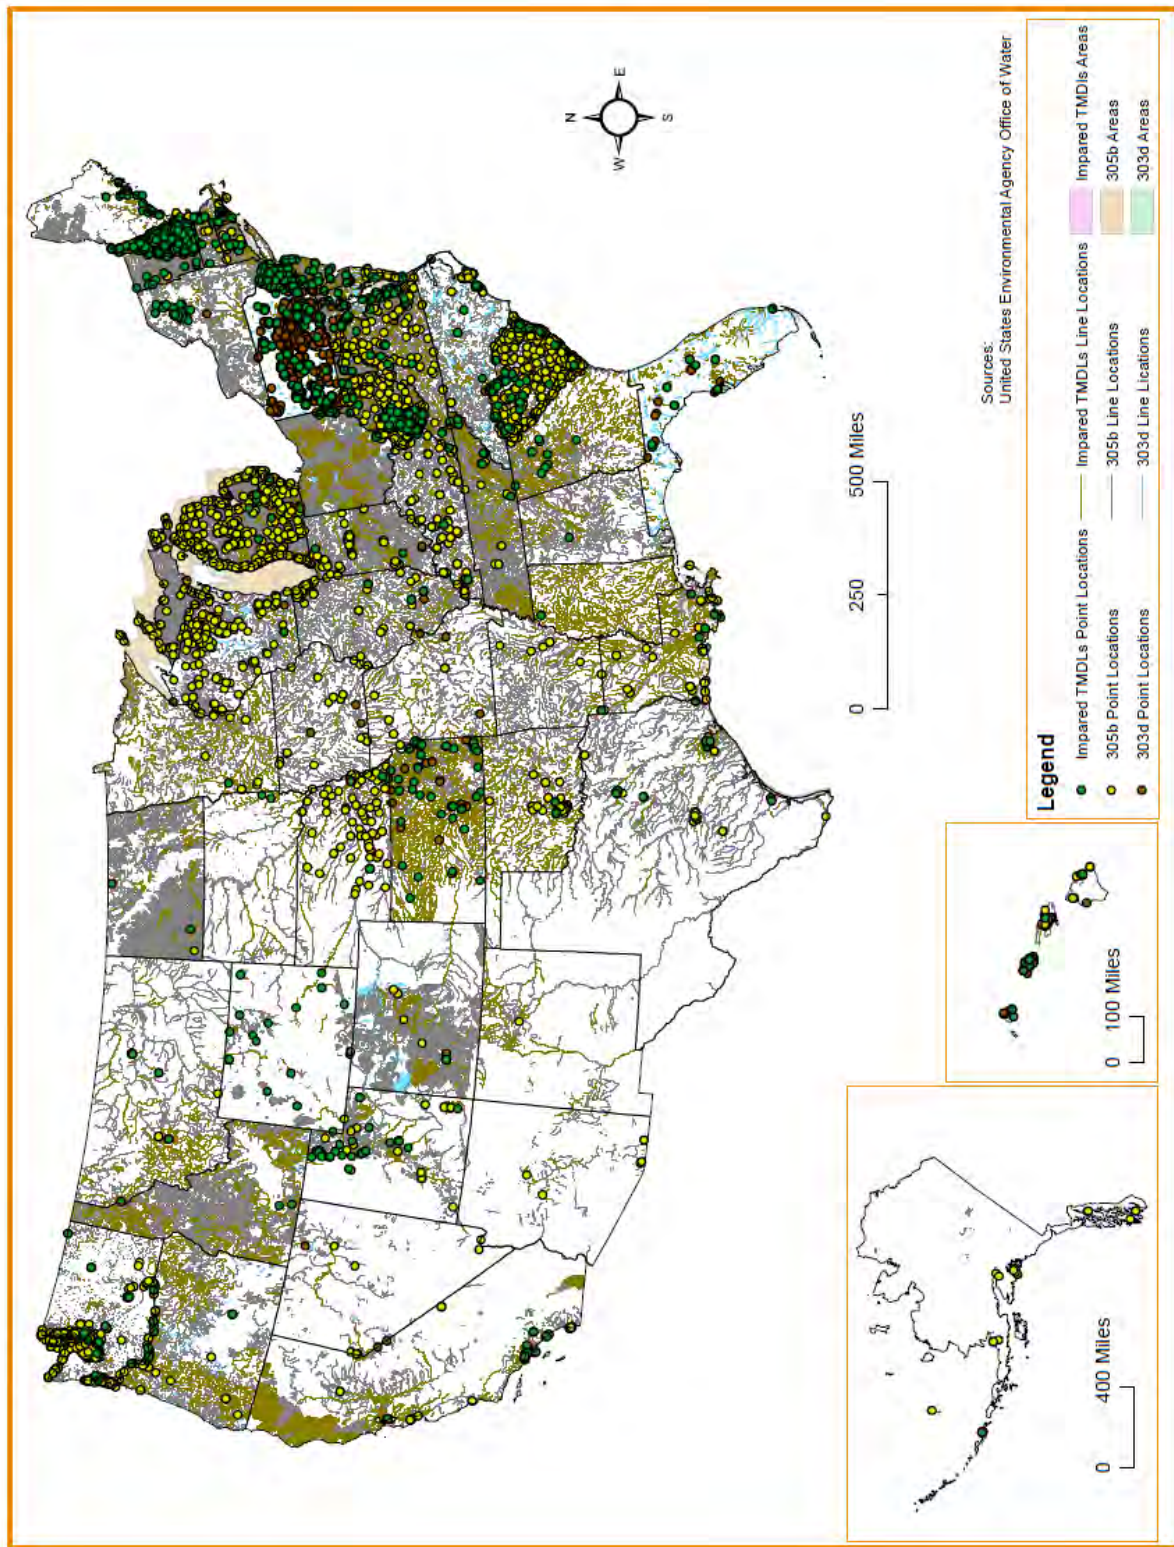 N
W
E
S
Sources:
United States Environmental Agency Office of Water
0 250 500 Miles
Legend
Impared TMDLs Point Locations
305b Point Locations
303d Point Locations
Impared TMDLs Line Locations
305b Line Locations
303d Line Lications
Impared TMDIs Areas
305b Areas
303d Areas
0 100 Miles
0 400 Miles